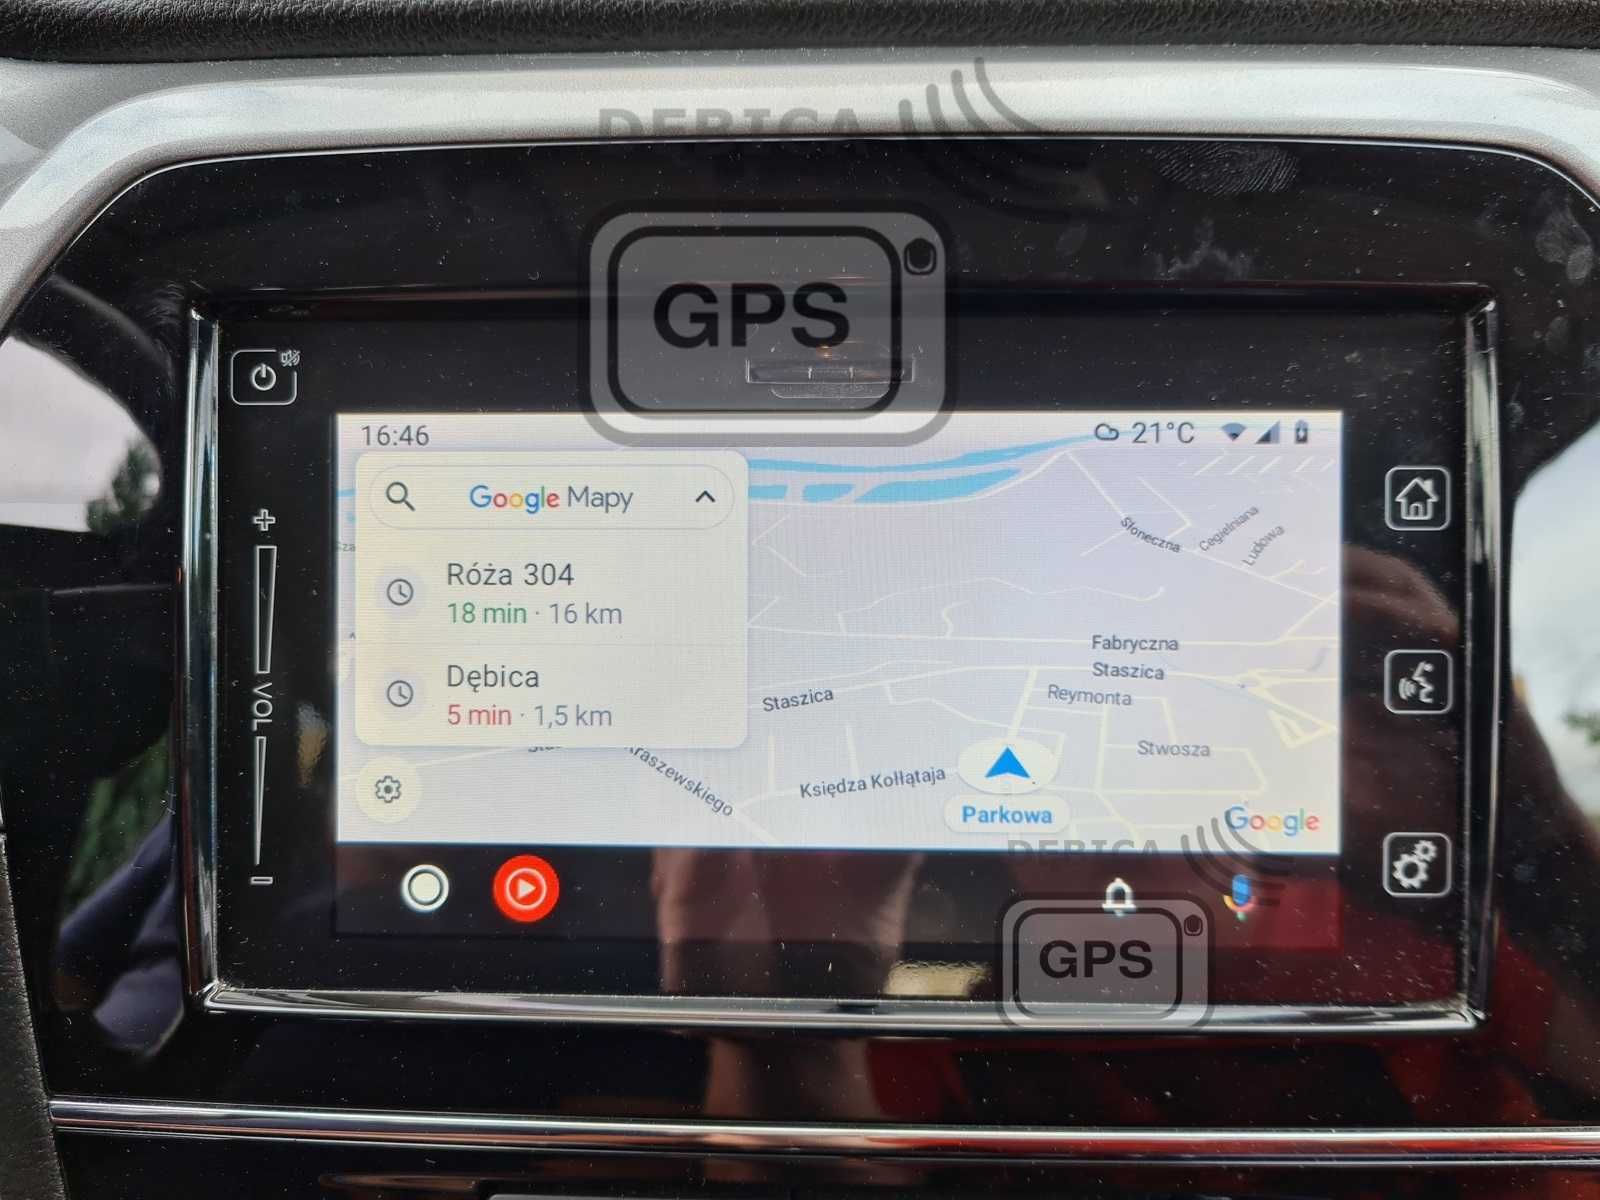 DEBICA
GPS
16:46
21°C
Google Mapy
Róża 304
18 min · 16 km
Dębica
5 min · 1,5 km
Słoneczna
Cegielniana
Ludowa
Fabryczna
Staszica
Reymonta
Staszica
Stwosza
Kraszewskiego
Księdza Kołłątaja
Parkowa
Google
VOL
DEBICA
GPS